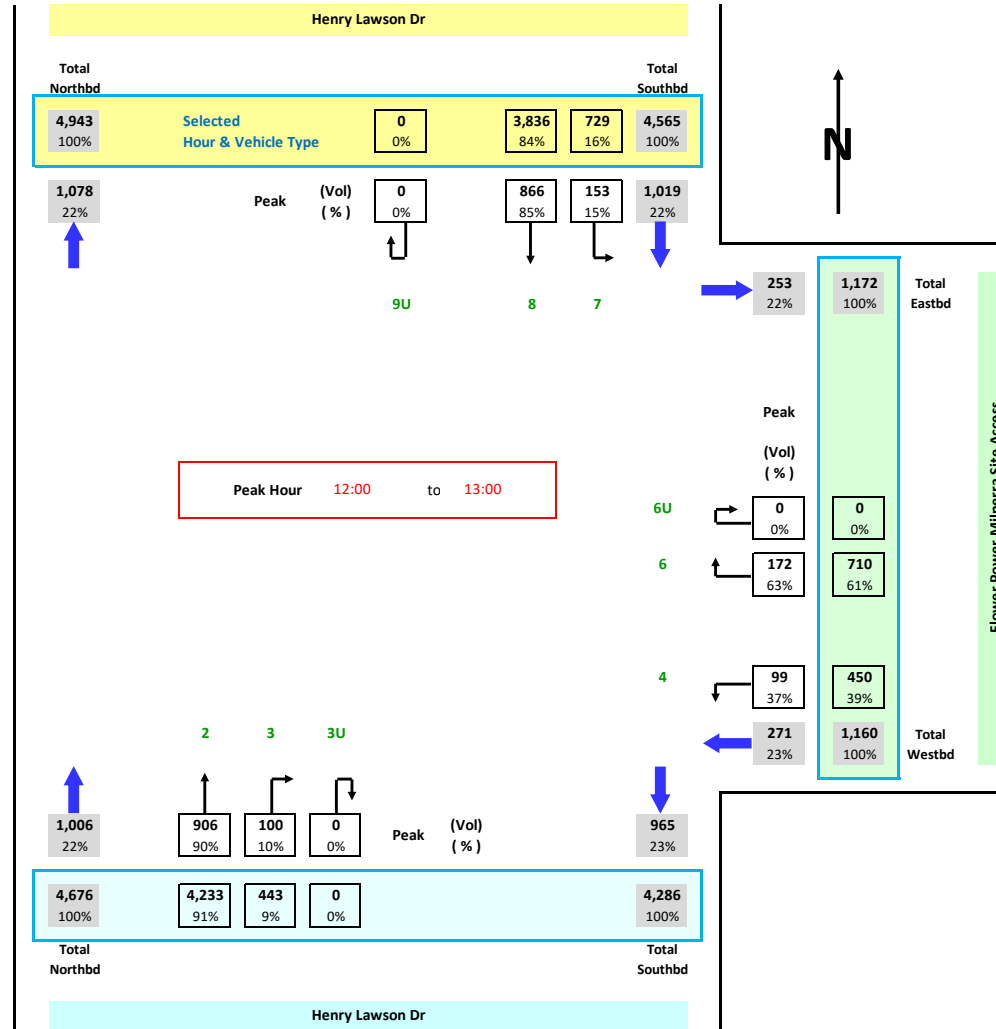 Henry Lawson Dr
Total
Northbd
Total
Southbd
4,943
100%
Selected
Hour & Vehicle Type
0
0%
3,836
84%
729
16%
4,565
100%
N
1,078
22%
Peak
(Vol)
( % )
0
0%
866
85%
153
15%
1,019
22%
9U
8
7
253
22%
1,172
100%
Total
Eastbd
Peak
(Vol)
( % )
Flower Power Milperra Site Access
Peak Hour 12:00 to 13:00
6U
0
0%
0
0%
6
172
63%
710
61%
4
99
37%
450
39%
271
23%
1,160
100%
Total
Westbd
2
3
3U
1,006
22%
906
90%
100
10%
0
0%
Peak
(Vol)
( % )
965
23%
4,676
100%
4,233
91%
443
9%
0
0%
4,286
100%
Total
Northbd
Total
Southbd
Henry Lawson Dr